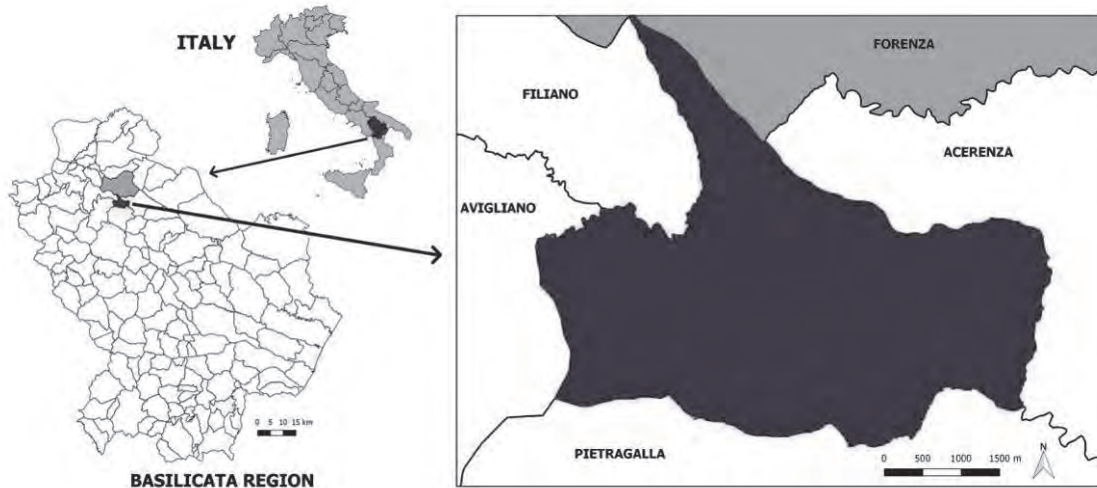 ITALY
0 5 10 15 km
BASILICATA REGION
FORENZA
FILIANO
ACERENZA
AVIGLIANO
PIETRAGALLA
N
0 500 1000 1500 m